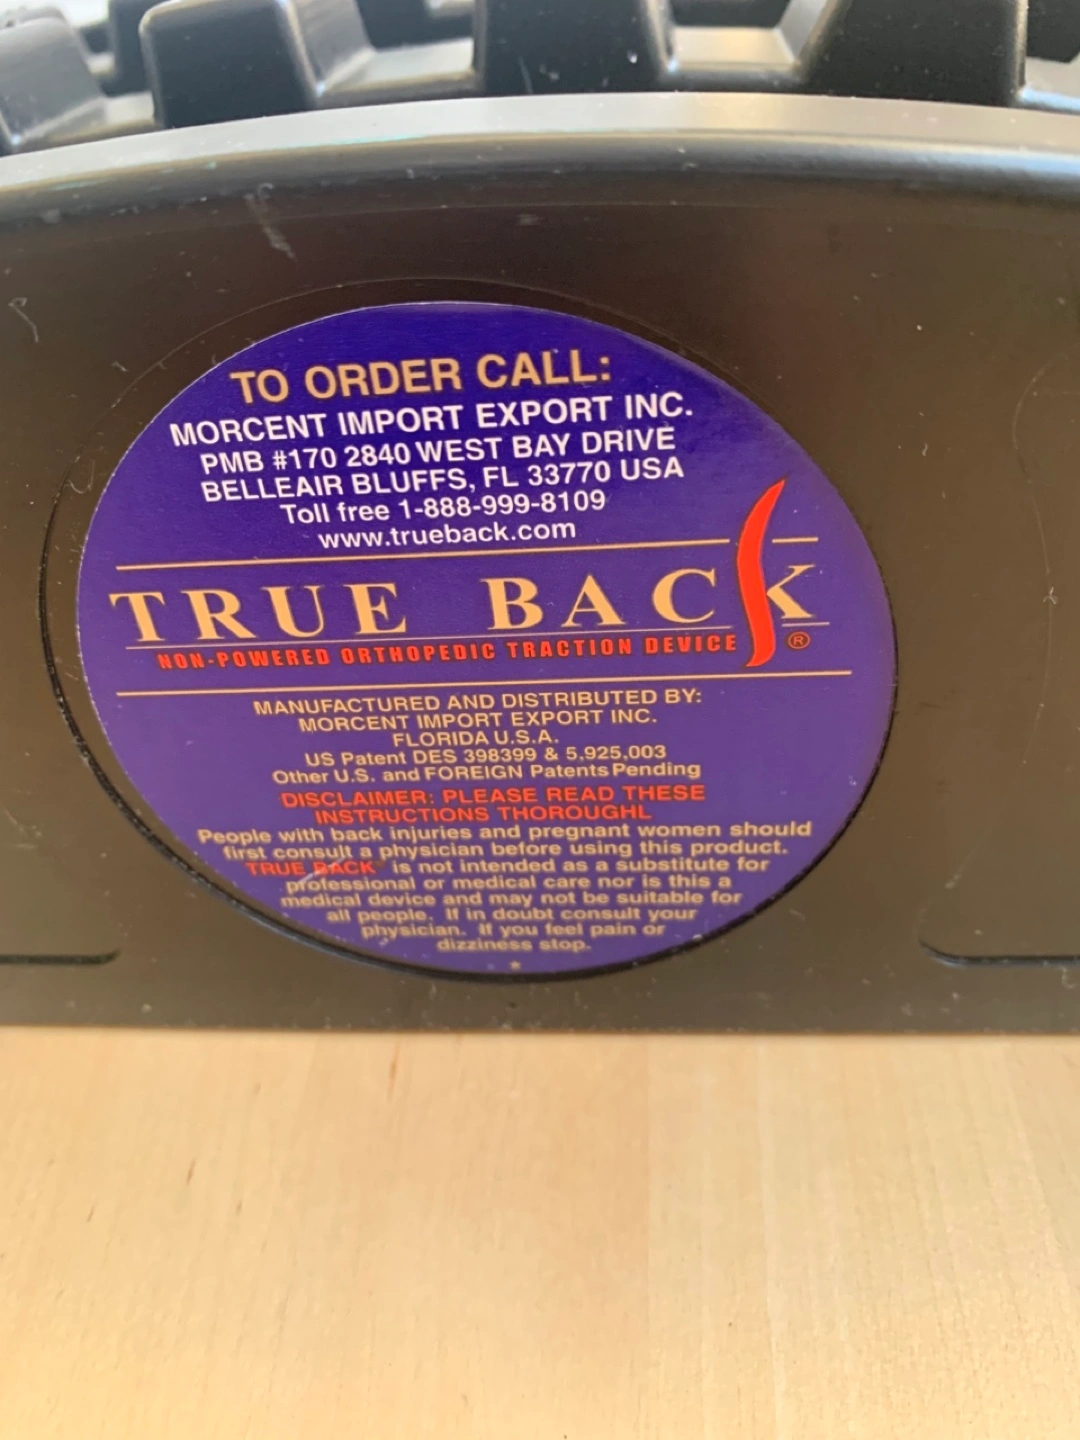 TO ORDER CALL:
MORCENT IMPORT EXPORT INC.
PMB #170 2840 WEST BAY DRIVE
BELLEAIR BLUFFS, FL 33770 USA
Toll free 1-888-999-8109
www.trueback.com
TRUE BACK
NON-POWERED ORTHOPEDIC TRACTION DEVICE ®
MANUFACTURED AND DISTRIBUTED BY:
MORCENT IMPORT EXPORT INC.
FLORIDA U.S.A.
US Patent DES 398399 & 5,925,003
Other U.S. and FOREIGN Patents Pending
DISCLAIMER: PLEASE READ THESE
INSTRUCTIONS THOROUGHL
People with back injuries and pregnant women should
first consult a physician before using this product.
TRUE BACK™ is not intended as a substitute for
professional or medical care nor is this a
medical device and may not be suitable for
all people. If in doubt consult your
physician. If you feel pain or
dizziness stop.